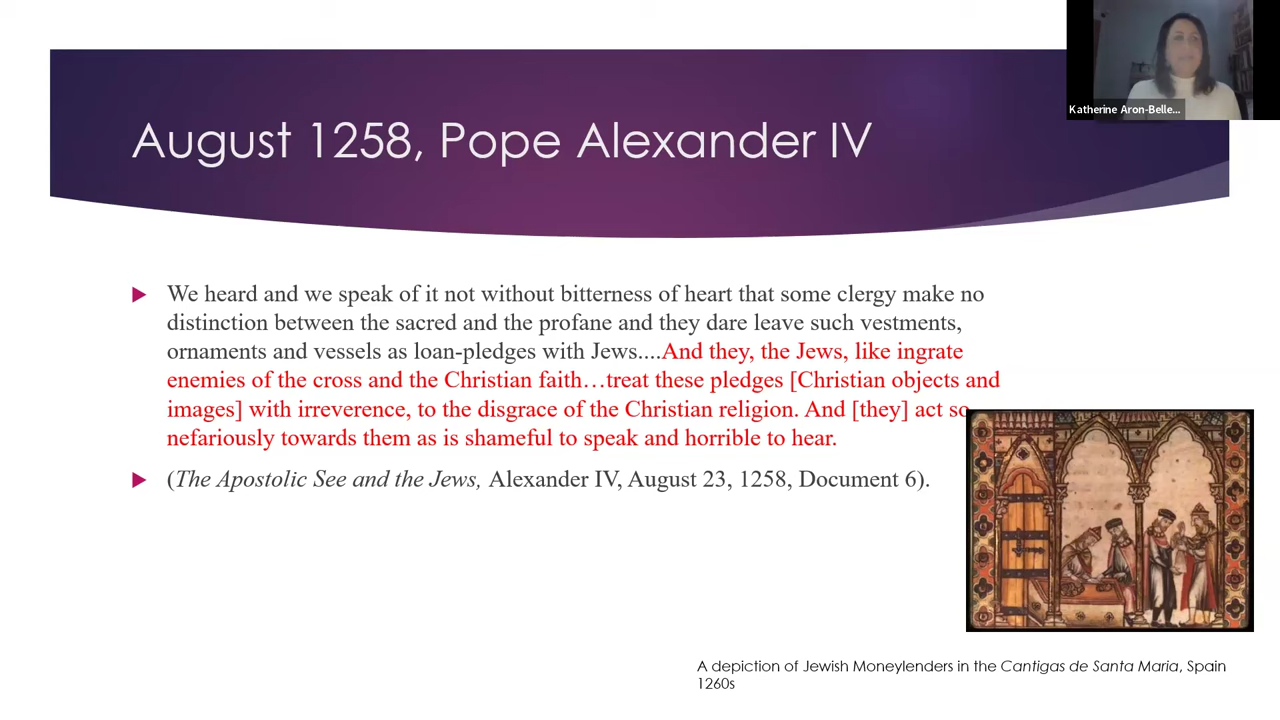 Katherine Aron-Belle...
August 1258, Pope Alexander IV
We heard and we speak of it not without bitterness of heart that some clergy make no
distinction between the sacred and the profane and they dare leave such vestments,
ornaments and vessels as loan-pledges with Jews....And they, the Jews, like ingrate
enemies of the cross and the Christian faith…treat these pledges [Christian objects and
images] with irreverence, to the disgrace of the Christian religion. And [they] act so
nefariously towards them as is shameful to speak and horrible to hear.
(The Apostolic See and the Jews, Alexander IV, August 23, 1258, Document 6).
A depiction of Jewish Moneylenders in the Cantigas de Santa Maria, Spain
1260s